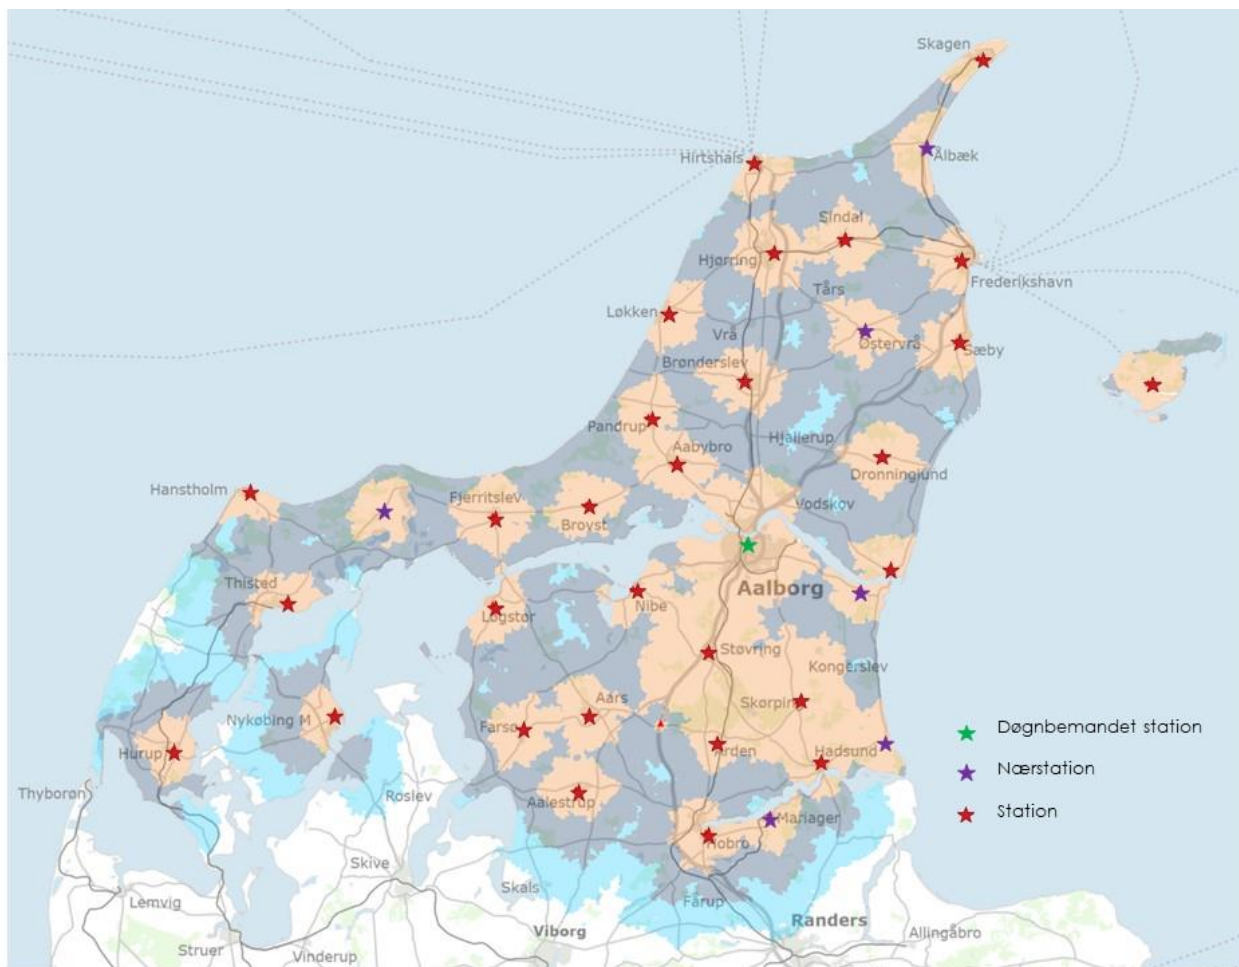 Skagen
Ålbæk
Hirtshals
Sindal
Hjørring
Frederikshavn
Tårs
Løkken
Vrå
Østervrå
Sæby
Brønderslev
Pandrup
Hjallerup
Aabybro
Dronninglund
Hanstholm
Fjerritslev
Brovst
Vodskov
Thisted
Aalborg
Løgstør
Nibe
Støvring
Kongerslev
Skørping
Nykøbing M
Aars
Farsø
Døgnbemandet station
Hurup
Arden
Hadsund
Nærstation
Thyborøn
Roslev
Aalestrup
Mariager
Station
Hobro
Skive
Skals
Fårup
Lemvig
Randers
Viborg
Allingåbro
Struer
Vinderup